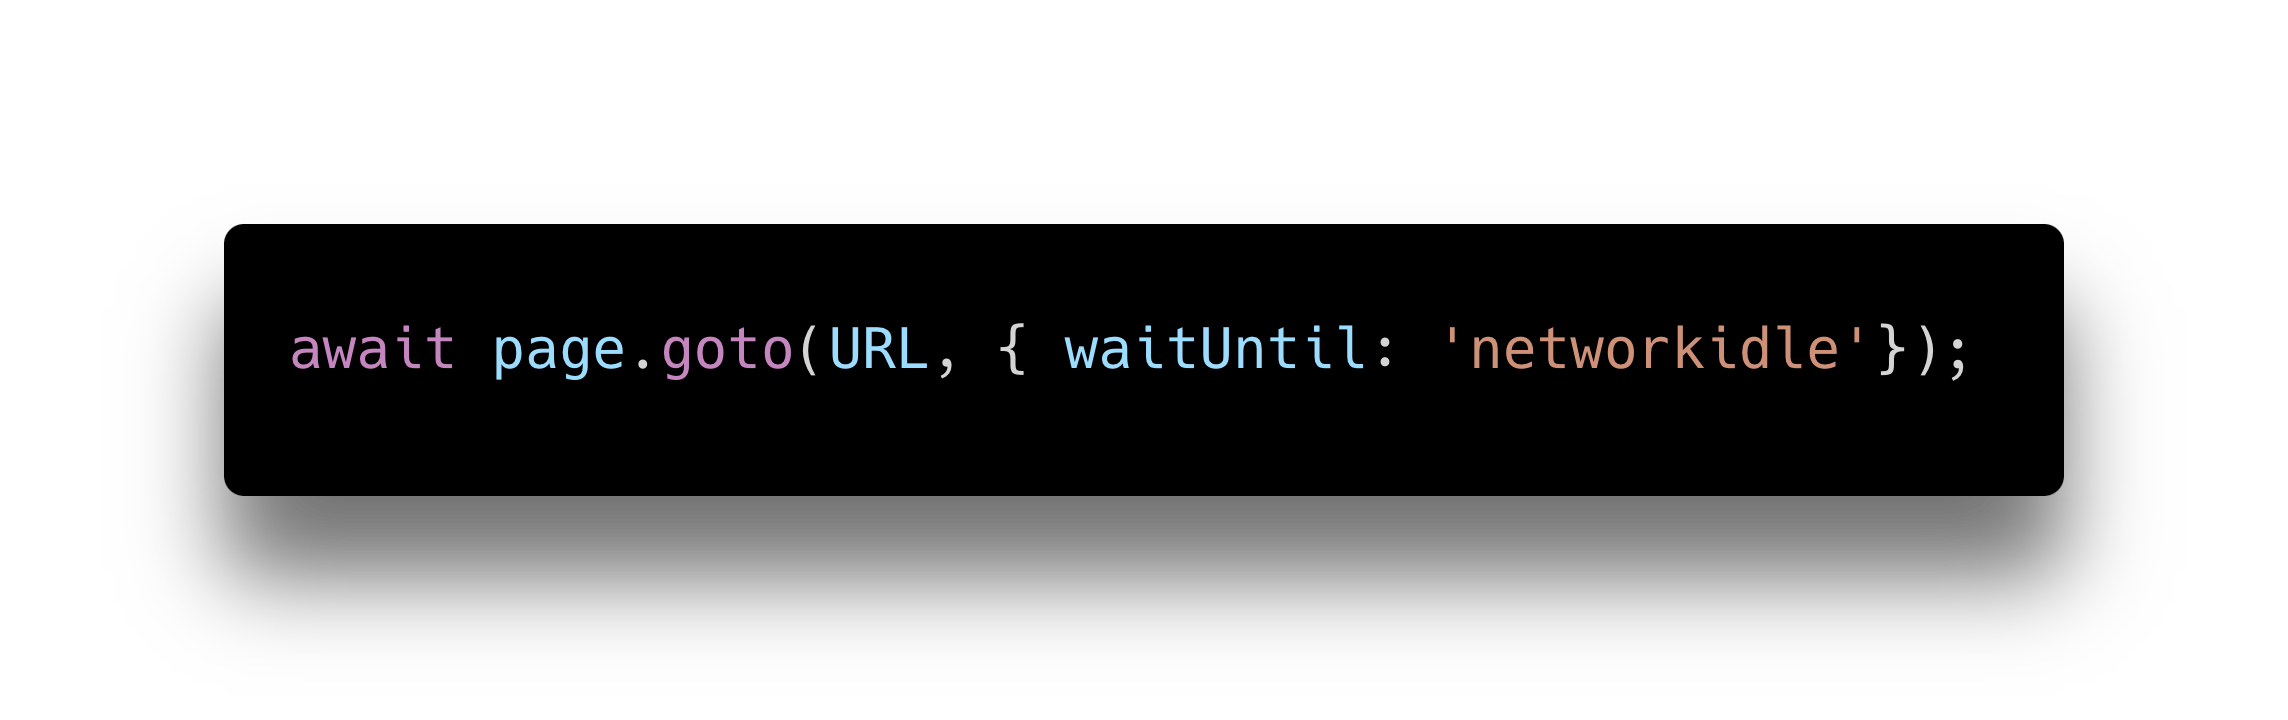 await page.goto(URL, { waitUntil: 'networkidle'});